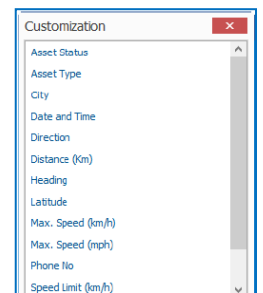 Customization
Asset Status
Asset Type
City
Date and Time
Direction
Distance (Km)
Heading
Latitude
Max. Speed (km/h)
Max. Speed (mph)
Phone No
Speed Limit (km/h)